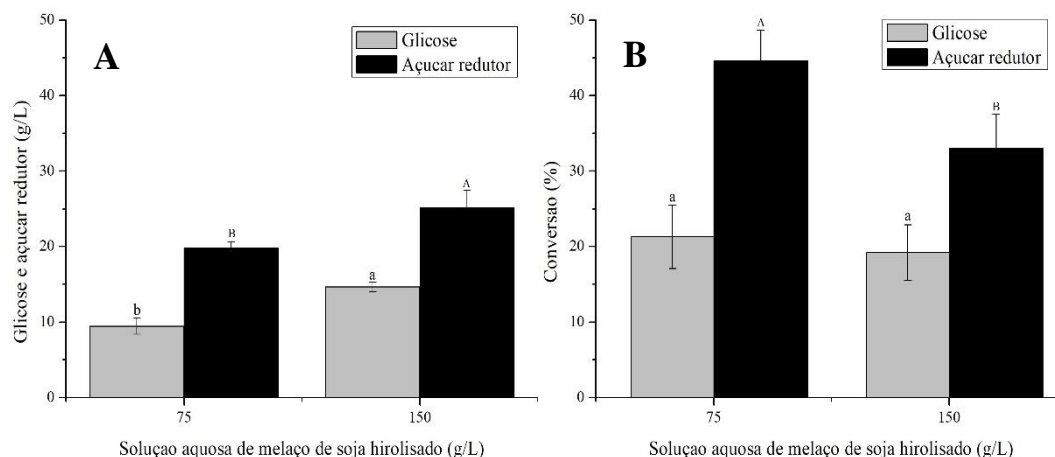 A
Glicose
Açucar redutor
Glicose e açucar redutor (g/L)
50
40
30
20
10
0
b
B
a
A
75
150
Soluçao aquosa de melaço de soja hirolisado (g/L)
B
Glicose
Açucar redutor
Conversao (%)
50
40
30
20
10
0
a
A
a
B
75
150
Soluçao aquosa de melaço de soja hirolisado (g/L)